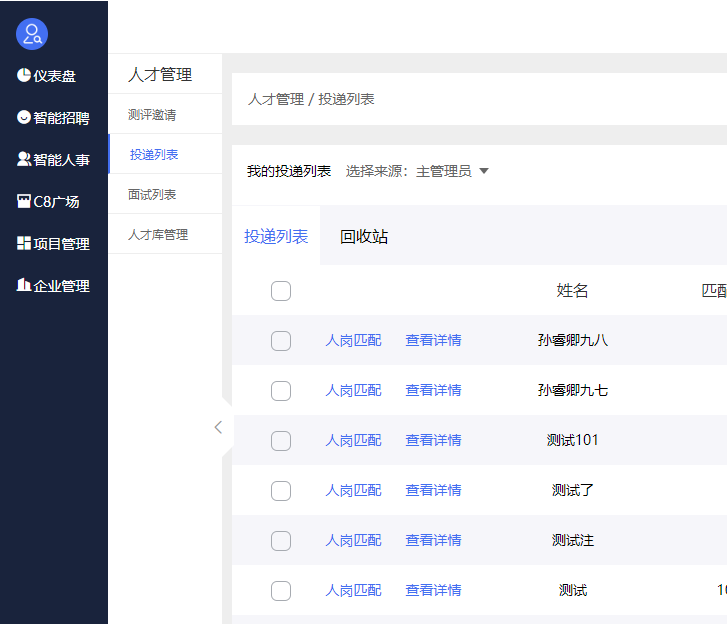 仪表盘
智能招聘
智能人事
C8广场
项目管理
企业管理
人才管理
测评邀请
投递列表
面试列表
人才库管理
人才管理 / 投递列表
我的投递列表 选择来源：主管理员
投递列表 回收站
姓名 匹配
人岗匹配 查看详情 孙睿卿九八
人岗匹配 查看详情 孙睿卿九七
人岗匹配 查看详情 测试101
人岗匹配 查看详情 测试了
人岗匹配 查看详情 测试注
人岗匹配 查看详情 测试